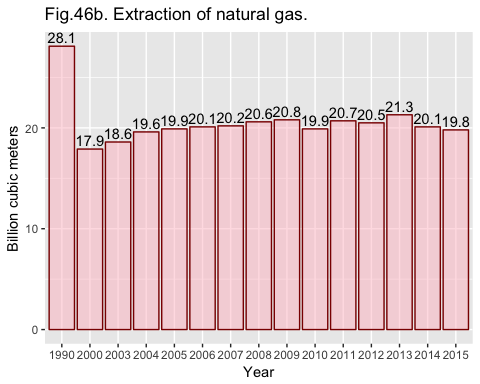 Fig.46b. Extraction of natural gas.
28.1 17.9 18.6 19.6 19.9 20.1 20.2 20.6 20.8 19.9 20.7 20.5 21.3 20.1 19.8
Billion cubic meters
20
10
0
1990 2000 2003 2004 2005 2006 2007 2008 2009 2010 2011 2012 2013 2014 2015
Year